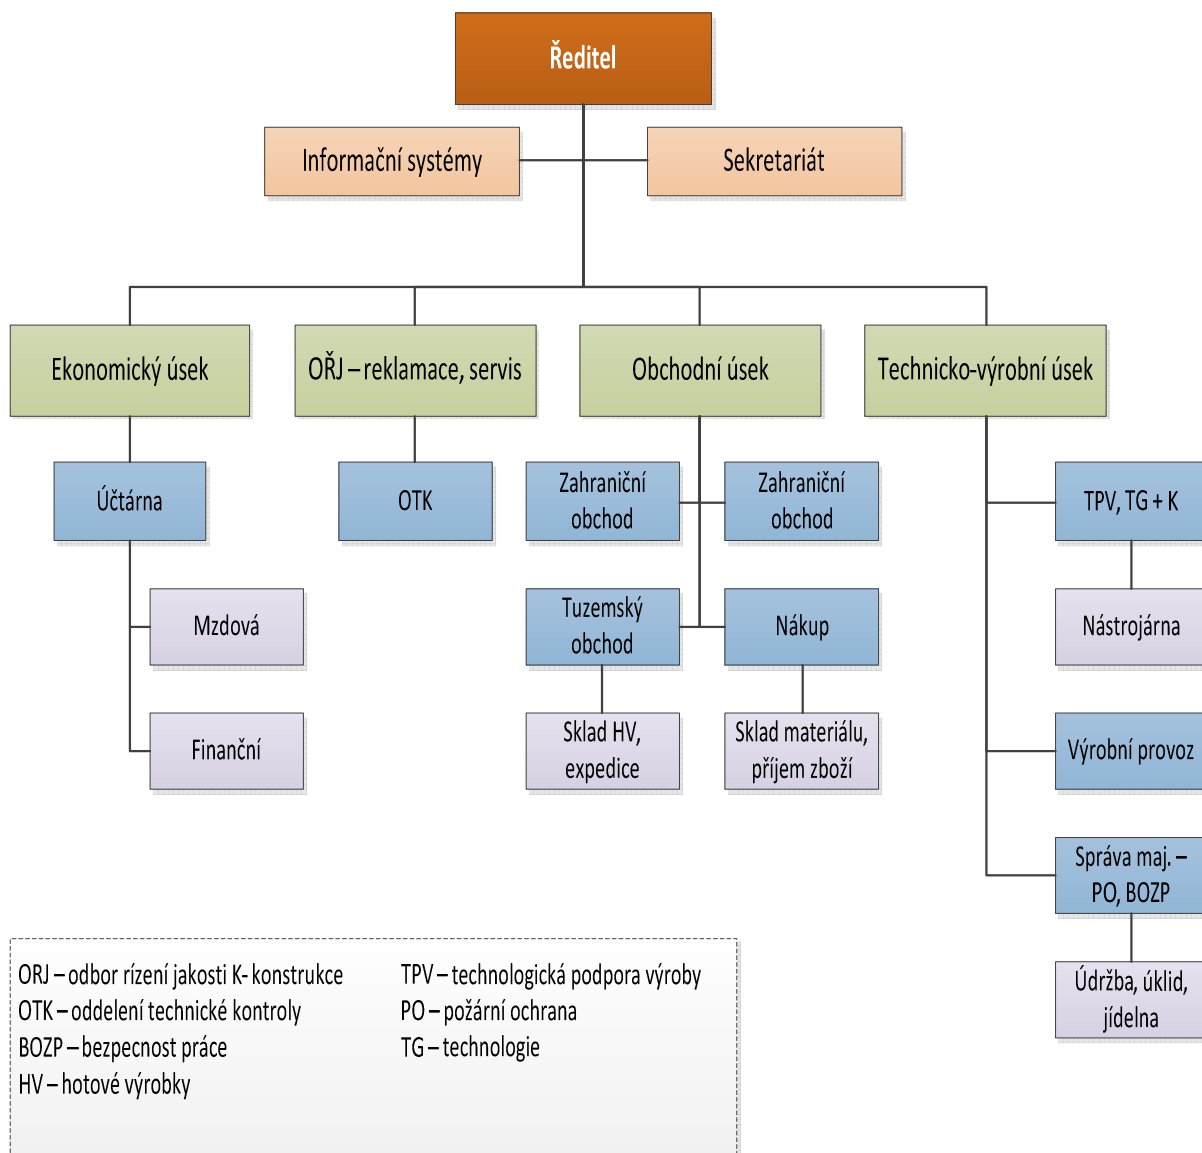 Ředitel
Informační systémy
Sekretariát
Ekonomický úsek
OŘJ – reklamace, servis
Obchodní úsek
Technicko-výrobní úsek
Účtárna
OTK
Zahraniční
obchod
Zahraniční
obchod
TPV, TG + K
Mzdová
Tuzemský
obchod
Nákup
Nástrojárna
Finanční
Sklad HV,
expedice
Sklad materiálu,
příjem zboží
Výrobní provoz
Správa maj. –
PO, BOZP
Údržba, úklid,
jídelna
ORJ – odbor rízení jakosti K- konstrukce
OTK – oddelení technické kontroly
BOZP – bezpecnost práce
HV – hotové výrobky
TPV – technologická podpora výroby
PO – požární ochrana
TG – technologie